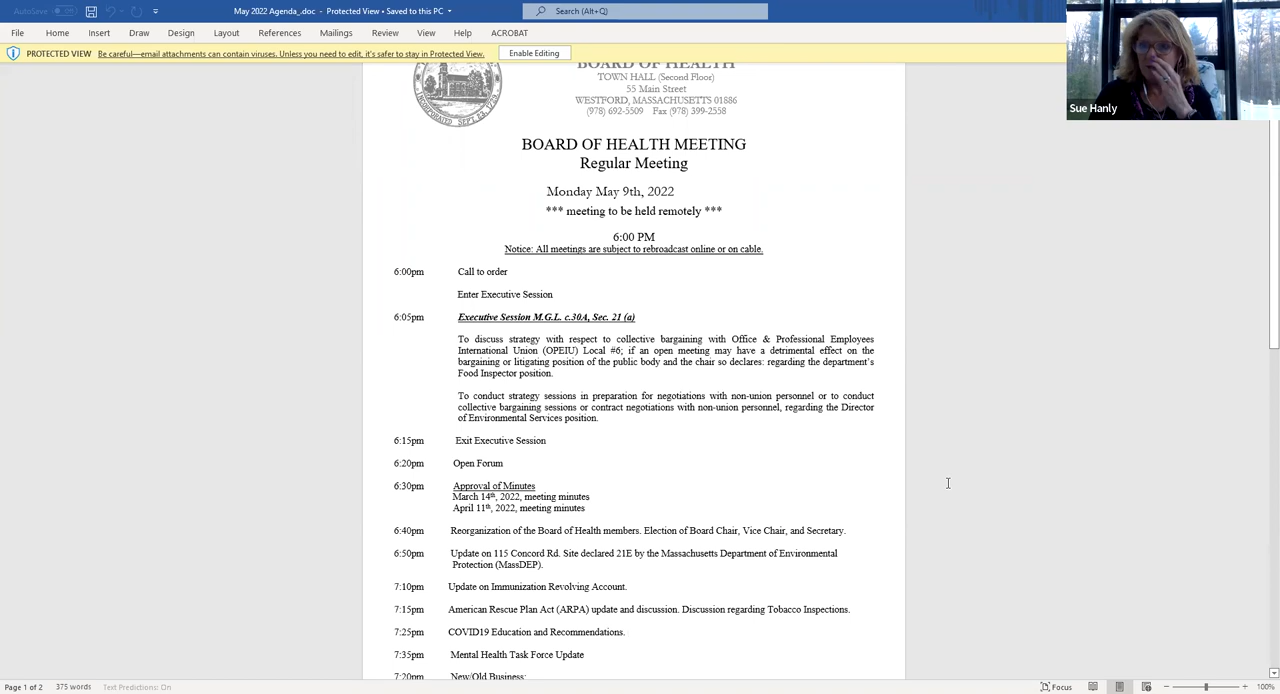 AutoSave Off May 2022 Agenda_.doc - Protected View • Saved to this PC Search (Alt+Q)
File Home Insert Draw Design Layout References Mailings Review View Help ACROBAT
PROTECTED VIEW Be careful—email attachments can contain viruses. Unless you need to edit, it's safer to stay in Protected View. Enable Editing
BOARD OF HEALTH
TOWN HALL (Second Floor)
55 Main Street
WESTFORD, MASSACHUSETTS 01886
(978) 692-5509 Fax (978) 399-2558
INCORPORATED SEPT. 23, 1729
Sue Hanly
BOARD OF HEALTH MEETING
Regular Meeting
Monday May 9th, 2022
*** meeting to be held remotely ***
6:00 PM
Notice: All meetings are subject to rebroadcast online or on cable.
6:00pm Call to order
Enter Executive Session
6:05pm Executive Session M.G.L. c.30A, Sec. 21 (a)
To discuss strategy with respect to collective bargaining with Office & Professional Employees
International Union (OPEIU) Local #6; if an open meeting may have a detrimental effect on the
bargaining or litigating position of the public body and the chair so declares: regarding the department's
Food Inspector position.
To conduct strategy sessions in preparation for negotiations with non-union personnel or to conduct
collective bargaining sessions or contract negotiations with non-union personnel, regarding the Director
of Environmental Services position.
6:15pm Exit Executive Session
6:20pm Open Forum
6:30pm Approval of Minutes
March 14th, 2022, meeting minutes
April 11th, 2022, meeting minutes
6:40pm Reorganization of the Board of Health members. Election of Board Chair, Vice Chair, and Secretary.
6:50pm Update on 115 Concord Rd. Site declared 21E by the Massachusetts Department of Environmental
Protection (MassDEP).
7:10pm Update on Immunization Revolving Account.
7:15pm American Rescue Plan Act (ARPA) update and discussion. Discussion regarding Tobacco Inspections.
7:25pm COVID19 Education and Recommendations.
7:35pm Mental Health Task Force Update
7:20pm New/Old Business:
Page 1 of 2 375 words Text Predictions: On Focus 100%